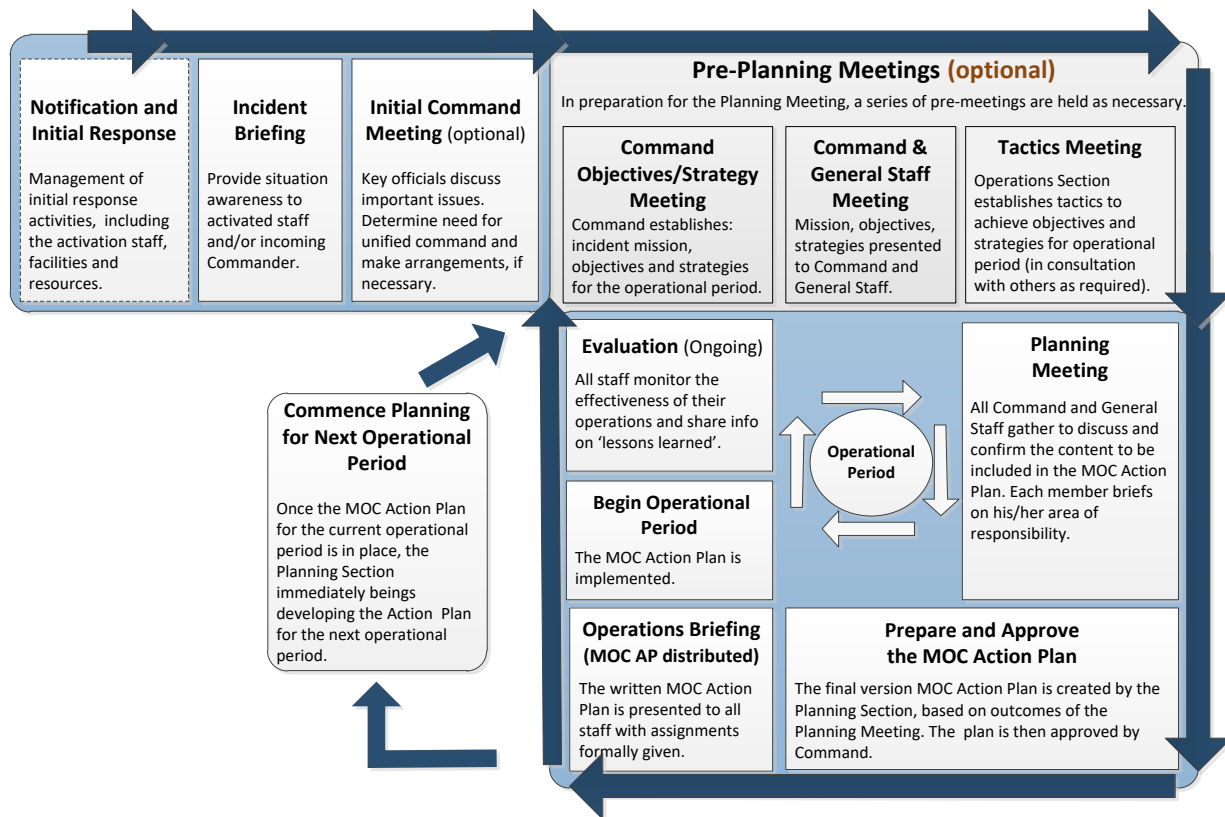 Notification and
Initial Response
Management of
initial response
activities,  including
the activation staff,
facilities and
resources.
Incident
Briefing
Provide situation
awareness to
activated staff
and/or incoming
Commander.
Initial Command
Meeting (optional)
Key officials discuss
important issues.
Determine need for
unified command and
make arrangements, if
necessary.
Pre-Planning Meetings (optional)
In preparation for the Planning Meeting, a series of pre-meetings are held as necessary.
Command
Objectives/Strategy
Meeting
Command establishes:
incident mission,
objectives and strategies
for the operational period.
Command &
General Staff
Meeting
Mission, objectives,
strategies presented
to Command and
General Staff.
Tactics Meeting
Operations Section
establishes tactics to
achieve objectives and
strategies for operational
period (in consultation
with others as required).
Evaluation (Ongoing)
All staff monitor the
effectiveness of their
operations and share info
on ‘lessons learned’.
Operational
Period
Planning
Meeting
All Command and General
Staff gather to discuss and
confirm the content to be
included in the MOC Action
Plan. Each member briefs
on his/her area of
responsibility.
Commence Planning
for Next Operational
Period
Once the MOC Action Plan
for the current operational
period is in place, the
Planning Section
immediately beings
developing the Action  Plan
for the next operational
period.
Begin Operational
Period
The MOC Action Plan is
implemented.
Operations Briefing
(MOC AP distributed)
The written MOC Action
Plan is presented to all
staff with assignments
formally given.
Prepare and Approve
the MOC Action Plan
The final version MOC Action Plan is created by the
Planning Section, based on outcomes of the
Planning Meeting. The  plan is then approved by
Command.